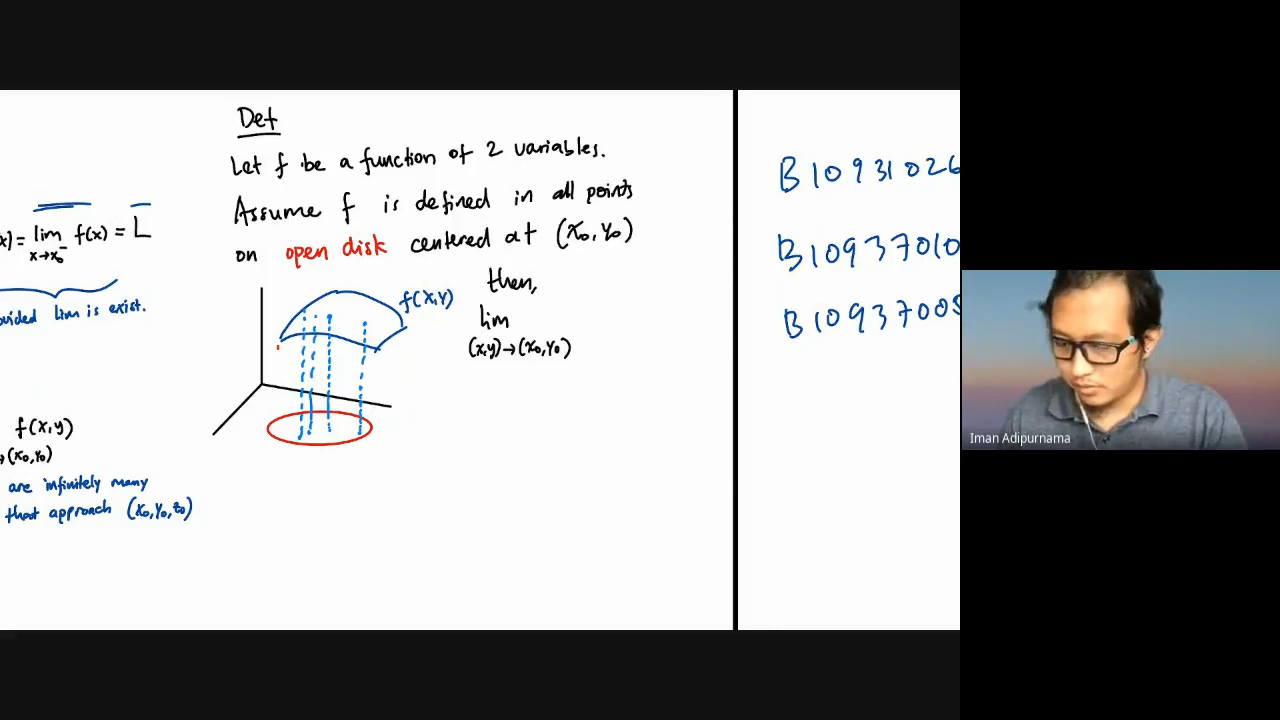 Def
Let f be a function of 2 variables.
Assume f is defined in all points
on open disk centered at (x₀, y₀)
then,
lim
(x,y)→(x₀,y₀)
f(x,y)
x) = lim f(x) = L
x→x₀⁻
vided lim is exist.
f(x,y)
→(x₀,y₀)
are infinitely many
that approach (x₀,y₀,z₀)
B10931026
B10937010
B1093700
Iman Adipurnama